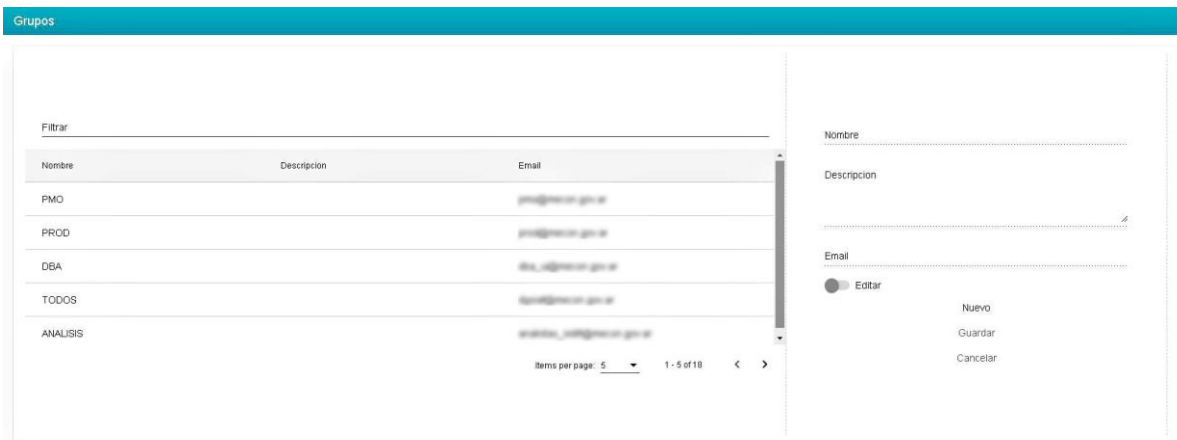 Grupos
Filtrar
Nombre Descripcion Email
PMO
PROD
DBA
TODOS
ANALISIS
Items per page: 5 1 - 5 of 18
Nombre
Descripcion
Email
Editar
Nuevo
Guardar
Cancelar